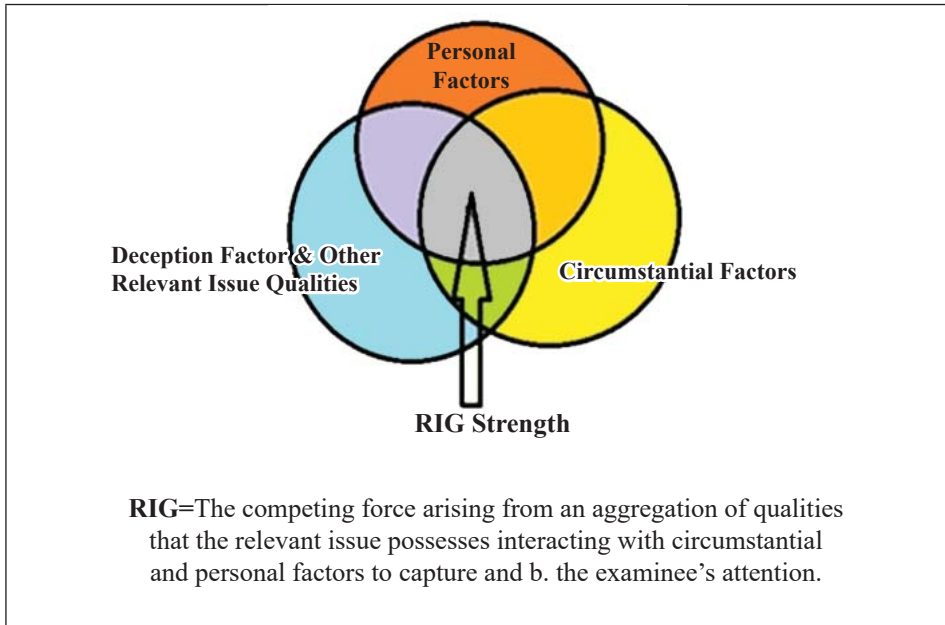 Personal
Factors
Deception Factor & Other
Relevant Issue Qualities
Circumstantial Factors
RIG Strength
RIG=The competing force arising from an aggregation of qualities
that the relevant issue possesses interacting with circumstantial
and personal factors to capture and b. the examinee's attention.